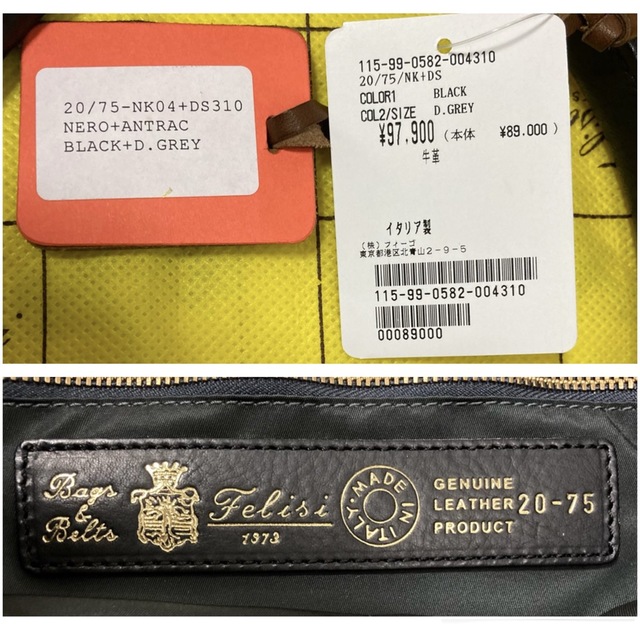 20/75-NK04+DS310
NERO+ANTRAC
BLACK+D.GREY
115-99-0582-004310
20/75/NK+DS
COLOR1 BLACK
COL2/SIZE D.GREY
¥97,900 (本体 ¥89.000)
牛革
イタリア製
(株)フィーゴ
東京都港区北青山2-9-5
115-99-0582-004310
00089000
Bags
&
Belts
Felisi
1973
MADE IN ITALY
GENUINE
LEATHER 20-75
PRODUCT